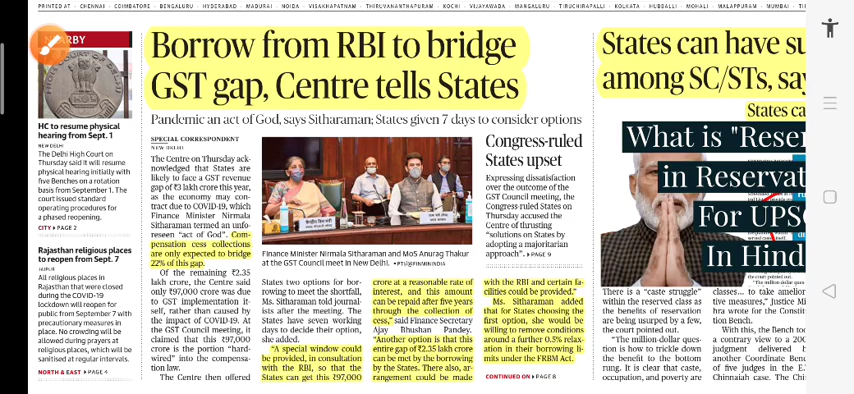 PRINTED AT • CHENNAI • COIMBATORE • BENGALURU • HYDERABAD • MADURAI • NOIDA • VISAKHAPATNAM • THIRUVANANTHAPURAM • KOCHI • VIJAYAWADA • MANGALURU • TIRUCHIRAPALLI • KOLKATA • HUBBALLI • MOHALI • MALAPPURAM • MUMBAI •
HC to resume physical
hearing from Sept. 1
NEW DELHI
The Delhi High Court on
Thursday said it will resume
physical hearing initially with
five Benches on a rotation
basis from September 1. The
court issued standard
operating procedures for
a phased reopening.
CITY ▶ PAGE 2
Rajasthan religious places
to reopen from Sept. 7
JAIPUR
All religious places in
Rajasthan that were closed
during the COVID-19
lockdown will reopen for
public from September 7 with
precautionary measures in
place. No crowding will be
allowed during prayers at
religious places, which will be
sanitised at regular intervals.
NORTH & EAST ▶ PAGE 4
Borrow from RBI to bridge
GST gap, Centre tells States
Pandemic an act of God, says Sitharaman; States given 7 days to consider options
SPECIAL CORRESPONDENT
NEW DELHI
The Centre on Thursday ack-
nowledged that States are
likely to face a GST revenue
gap of ₹3 lakh crore this year,
as the economy may con-
tract due to COVID-19, which
Finance Minister Nirmala
Sitharaman termed an unfo-
reseen “act of God”. Com-
pensation cess collections
are only expected to bridge
22% of this gap.
Of the remaining ₹2.35
lakh crore, the Centre said
only ₹97,000 crore was due
to GST implementation it-
self, rather than caused by
the impact of COVID-19. At
the GST Council meeting, it
claimed that this ₹97,000
crore is the portion “hard-
wired” into the compensa-
tion law.
The Centre then offered
Finance Minister Nirmala Sitharaman and MoS Anurag Thakur
at the GST Council meet in New Delhi. •PTI/@FINMININDIA
States two options for bor-
rowing to meet the shortfall,
Ms. Sitharaman told journal-
ists after the meeting. The
States have seven working
days to decide their option,
she added.
“A special window could
be provided, in consultation
with the RBI, so that the
States can get this ₹97,000
crore at a reasonable rate of
interest, and this amount
can be repaid after five years
through the collection of
cess,” said Finance Secretary
Ajay Bhushan Pandey.
“Another option is that this
entire gap of ₹2.35 lakh crore
can be met by the borrowing
by the States. There also, ar-
rangement could be made
Congress-ruled
States upset
Expressing dissatisfaction
over the outcome of the
GST Council meeting, the
Congress-ruled States on
Thursday accused the
Centre of thrusting
“solutions on States by
adopting a majoritarian
approach”. ▶ PAGE 9
with the RBI and certain fa-
cilities could be provided.”
Ms. Sitharaman added
that for States choosing the
first option, she would be
willing to remove conditions
around a further 0.5% relax-
ation in their borrowing li-
mits under the FRBM Act.
CONTINUED ON ▶ PAGE 8
States can have su
among SC/STs, say
States ca
What is "Reser
in Reservat
For UPSC
In Hind
There is a “caste struggle”
within the reserved class as
the benefits of reservation
are being usurped by a few,
the court pointed out.
“The million-dollar ques-
tion is how to trickle down
the benefit to the bottom
rung. It is clear that caste,
occupation, and poverty are
classes... to take ameliora-
tive measures,” Justice Mi
hra wrote for the Constitu
tion Bench.
With this, the Bench took
a contrary view to a 200
judgment delivered b
another Coordinate Benc
of five judges in the E.
Chinnaiah case. The Chi